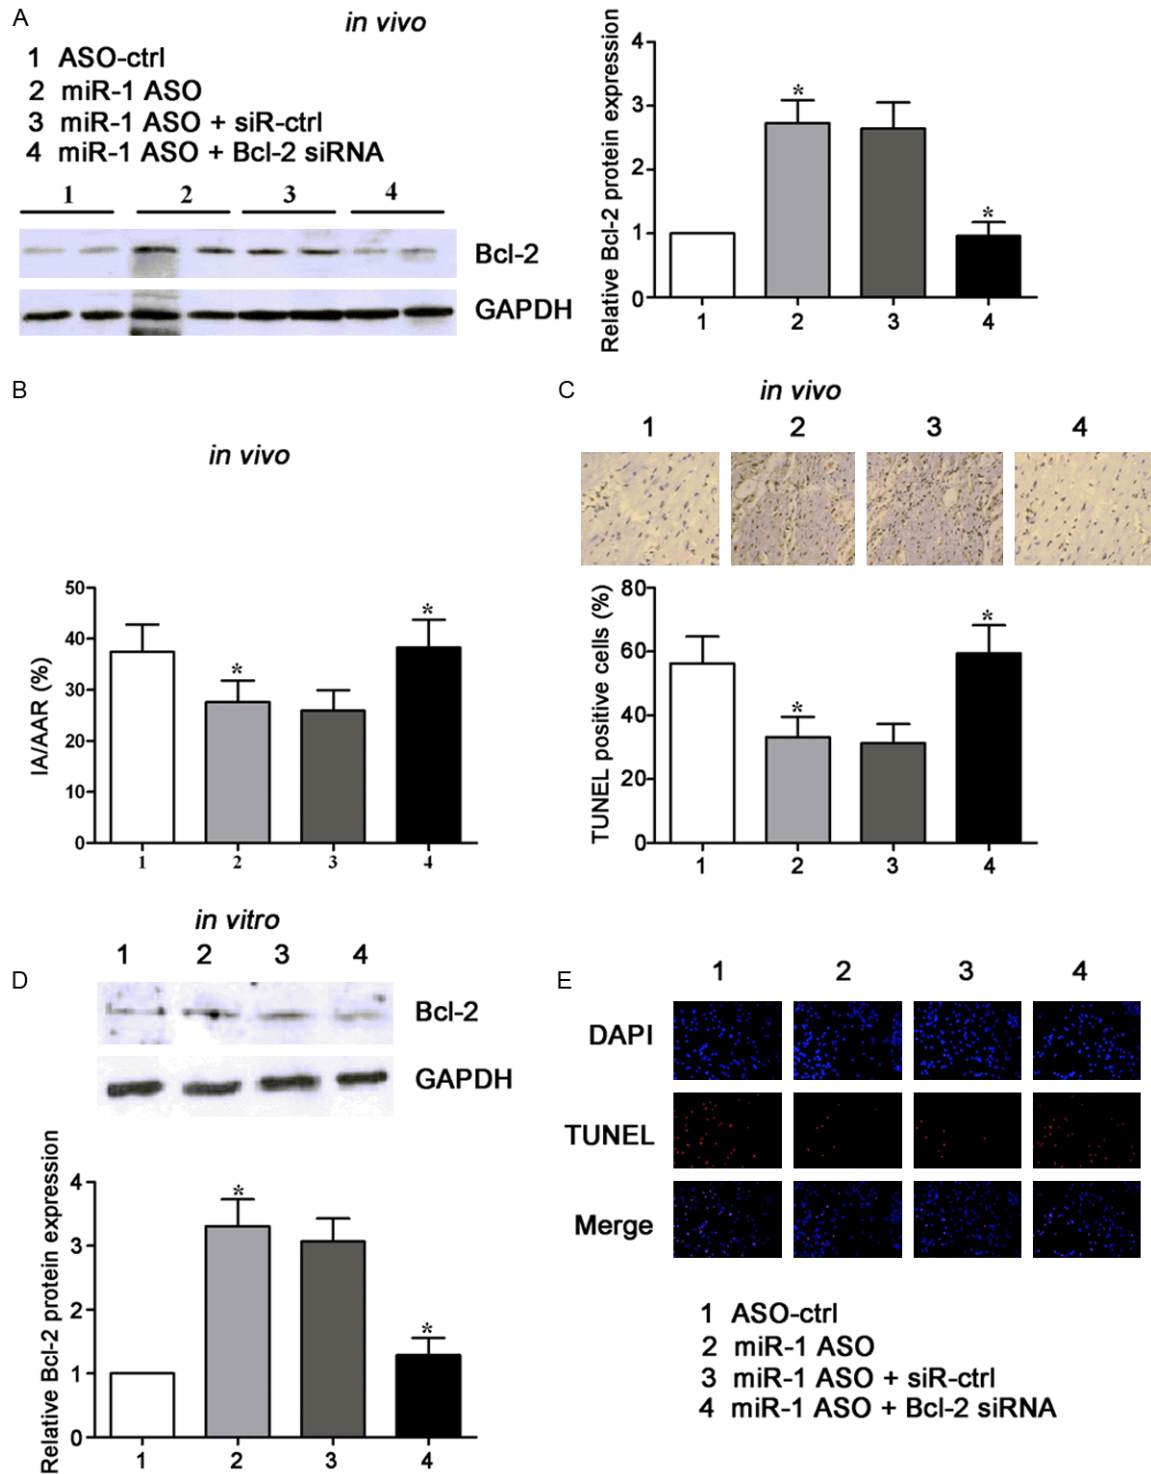 A
in vivo
1 ASO-ctrl
2 miR-1 ASO
3 miR-1 ASO + siR-ctrl
4 miR-1 ASO + Bcl-2 siRNA
1 2 3 4
Bcl-2
GAPDH
Relative Bcl-2 protein expression
4
3
2
1
0
* *
1 2 3 4
B
in vivo
IA/AAR (%)
50
40
30
20
10
0
* *
1 2 3 4
C
in vivo
1 2 3 4
TUNEL positive cells (%)
80
60
40
20
0
* *
1 2 3 4
D
in vitro
1 2 3 4
Bcl-2
GAPDH
Relative Bcl-2 protein expression
4
3
2
1
0
* *
1 2 3 4
E
1 2 3 4
DAPI
TUNEL
Merge
1 ASO-ctrl
2 miR-1 ASO
3 miR-1 ASO + siR-ctrl
4 miR-1 ASO + Bcl-2 siRNA